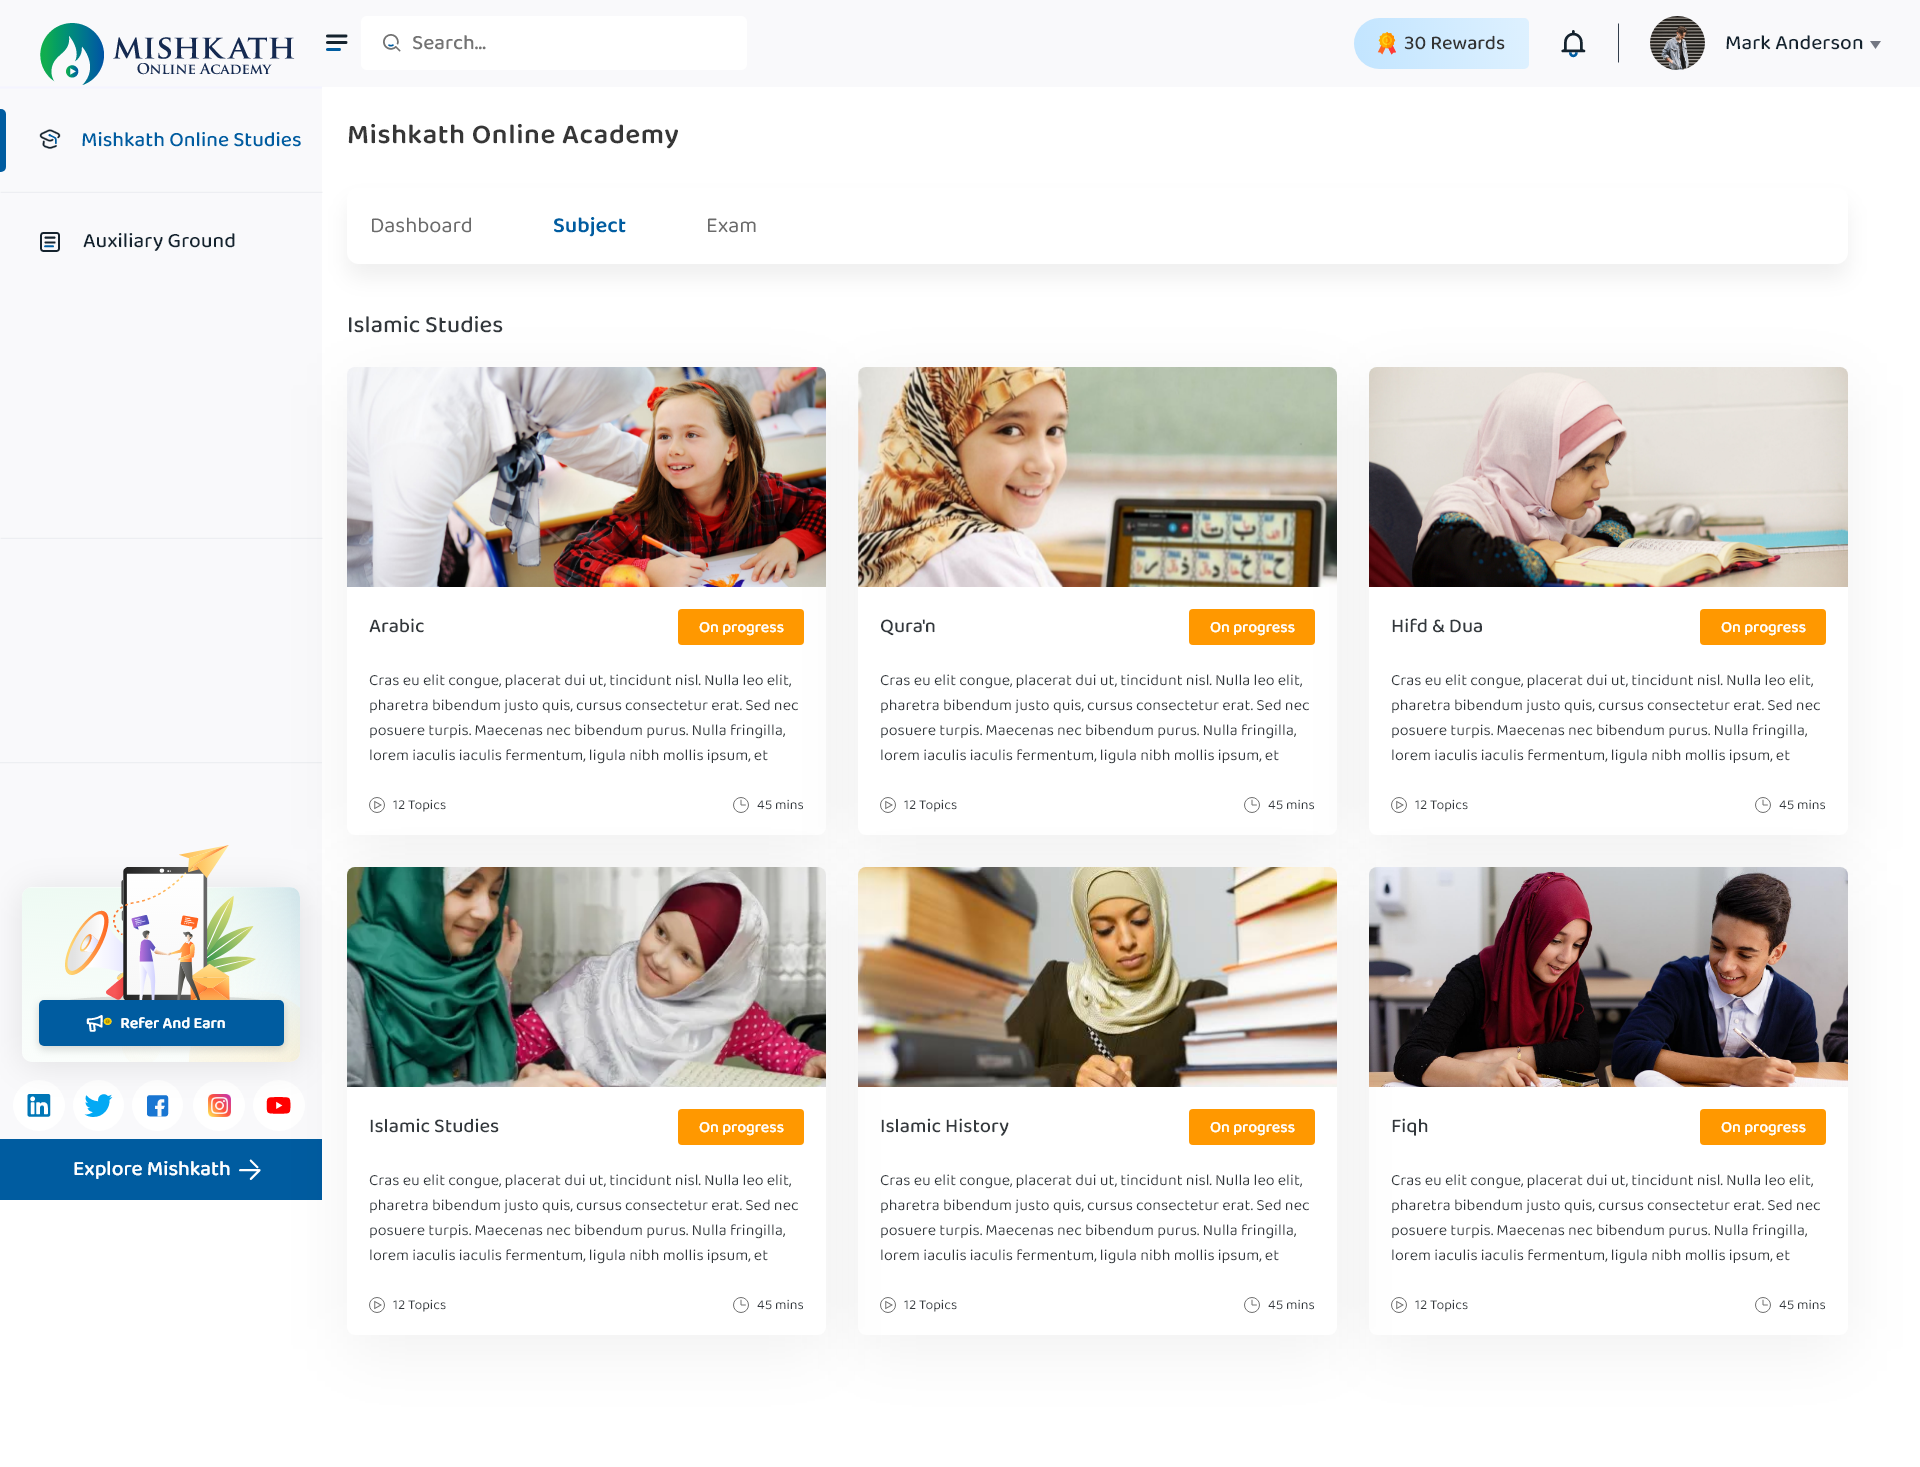 MISHKATH
ONLINE ACADEMY
Search...
30 Rewards
Mark Anderson
Mishkath Online Studies
Auxiliary Ground
Refer And Earn
Explore Mishkath
Mishkath Online Academy
Dashboard Subject Exam
Islamic Studies
Arabic On progress
Cras eu elit congue, placerat dui ut, tincidunt nisl. Nulla leo elit,
pharetra bibendum justo quis, cursus consectetur erat. Sed nec
posuere turpis. Maecenas nec bibendum purus. Nulla fringilla,
lorem iaculis iaculis fermentum, ligula nibh mollis ipsum, et
12 Topics 45 mins
Qura'n On progress
Cras eu elit congue, placerat dui ut, tincidunt nisl. Nulla leo elit,
pharetra bibendum justo quis, cursus consectetur erat. Sed nec
posuere turpis. Maecenas nec bibendum purus. Nulla fringilla,
lorem iaculis iaculis fermentum, ligula nibh mollis ipsum, et
12 Topics 45 mins
Hifd & Dua On progress
Cras eu elit congue, placerat dui ut, tincidunt nisl. Nulla leo elit,
pharetra bibendum justo quis, cursus consectetur erat. Sed nec
posuere turpis. Maecenas nec bibendum purus. Nulla fringilla,
lorem iaculis iaculis fermentum, ligula nibh mollis ipsum, et
12 Topics 45 mins
Islamic Studies On progress
Cras eu elit congue, placerat dui ut, tincidunt nisl. Nulla leo elit,
pharetra bibendum justo quis, cursus consectetur erat. Sed nec
posuere turpis. Maecenas nec bibendum purus. Nulla fringilla,
lorem iaculis iaculis fermentum, ligula nibh mollis ipsum, et
12 Topics 45 mins
Islamic History On progress
Cras eu elit congue, placerat dui ut, tincidunt nisl. Nulla leo elit,
pharetra bibendum justo quis, cursus consectetur erat. Sed nec
posuere turpis. Maecenas nec bibendum purus. Nulla fringilla,
lorem iaculis iaculis fermentum, ligula nibh mollis ipsum, et
12 Topics 45 mins
Fiqh On progress
Cras eu elit congue, placerat dui ut, tincidunt nisl. Nulla leo elit,
pharetra bibendum justo quis, cursus consectetur erat. Sed nec
posuere turpis. Maecenas nec bibendum purus. Nulla fringilla,
lorem iaculis iaculis fermentum, ligula nibh mollis ipsum, et
12 Topics 45 mins